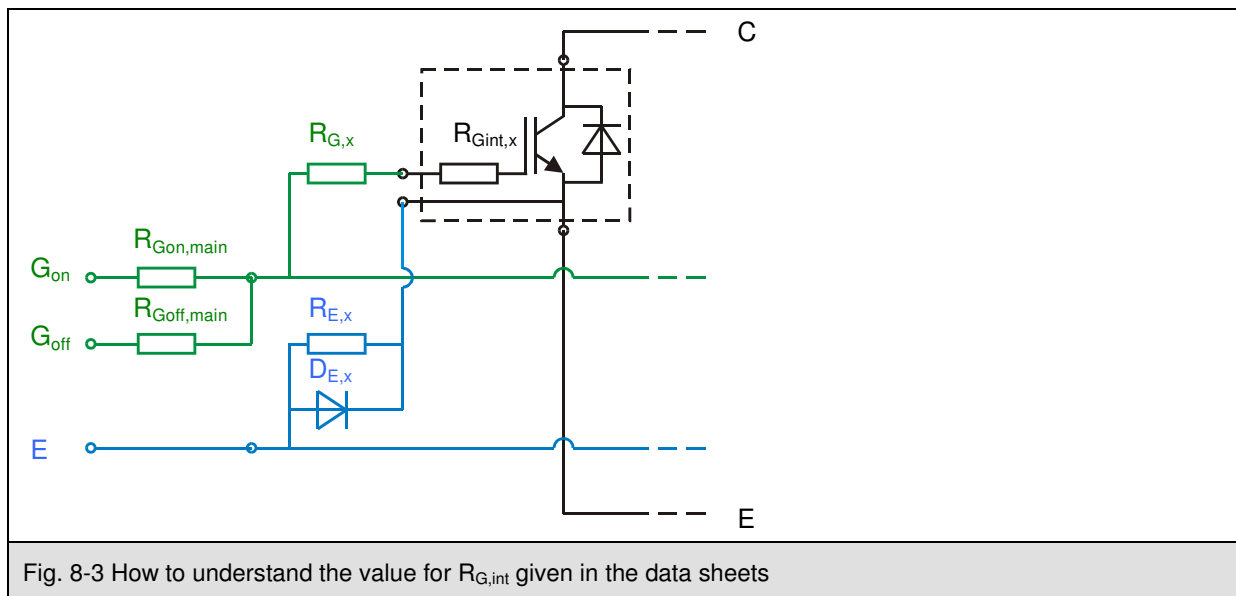 C
R_G,x
R_Gint,x
R_Gon,main
G_on
R_Goff,main
R_E,x
G_off
D_E,x
E
E
Fig. 8-3 How to understand the value for R_G,int given in the data sheets